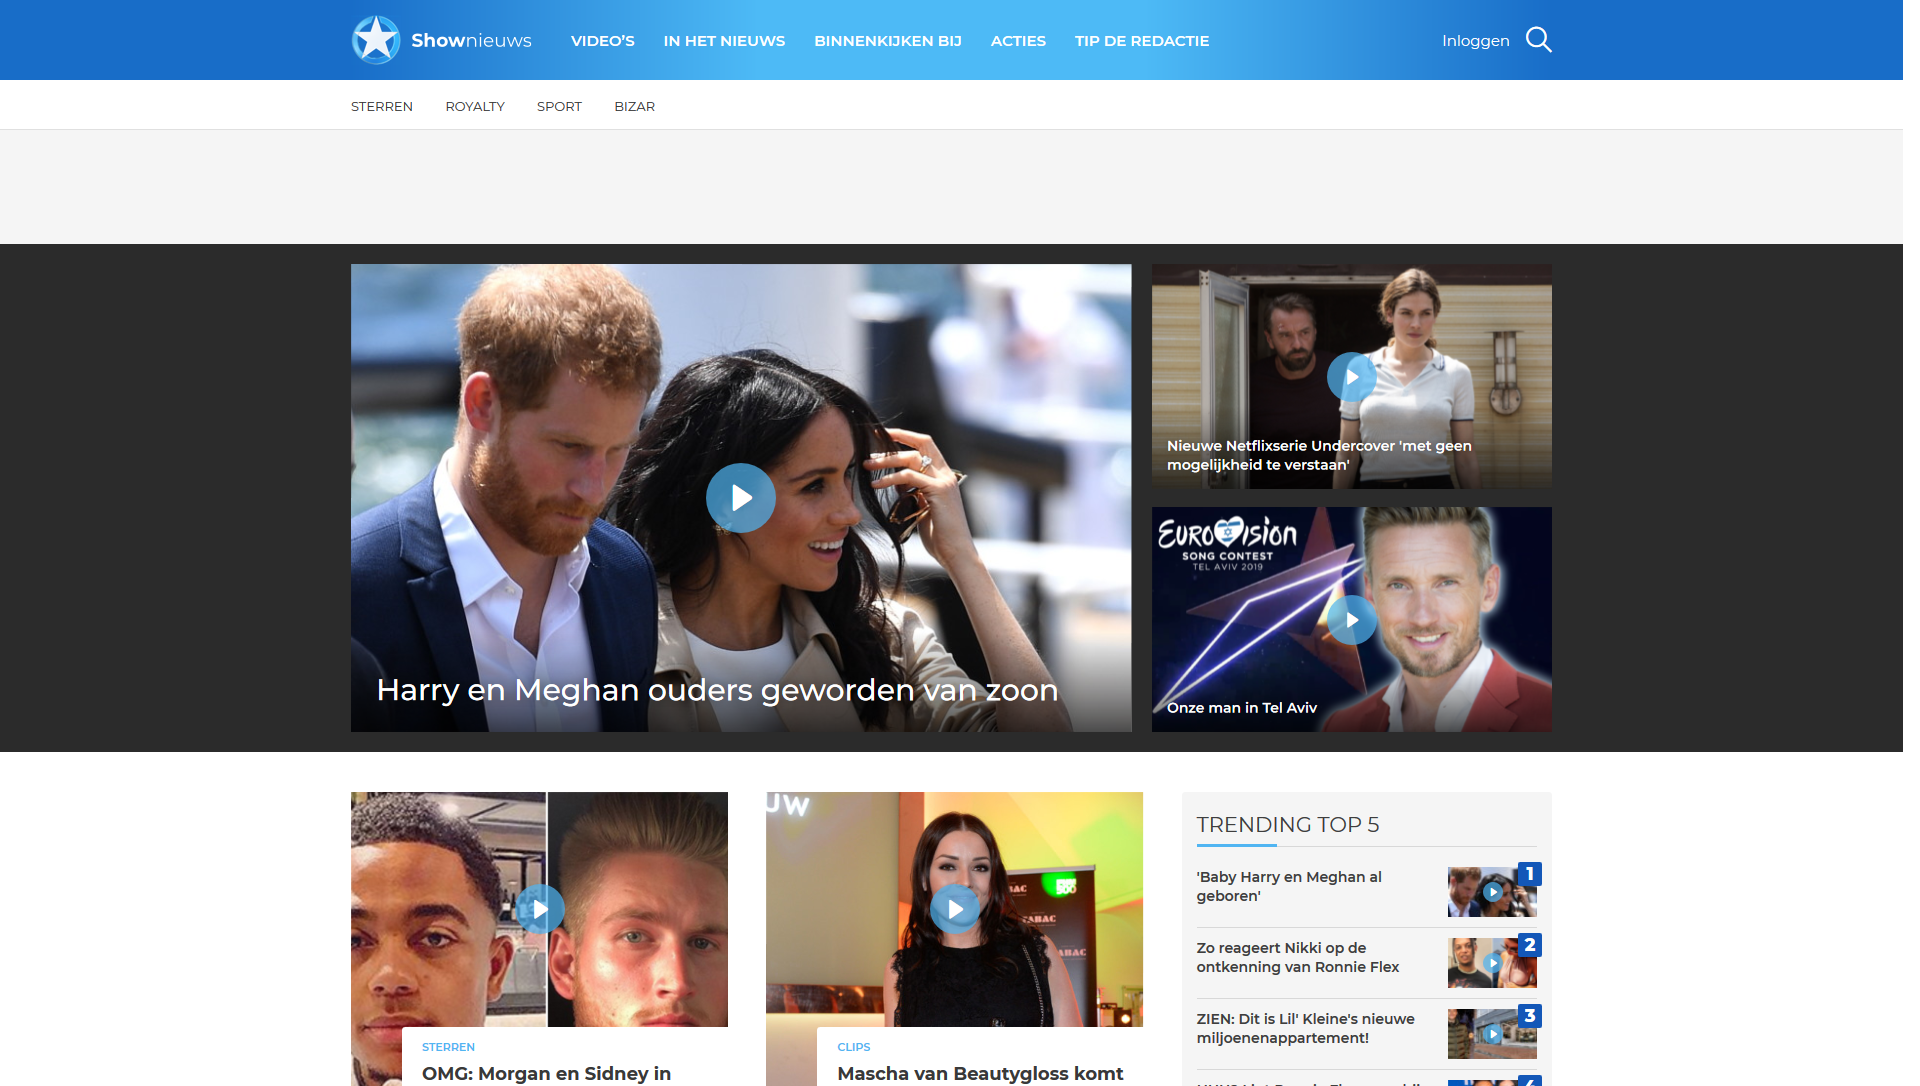 Shownieuws
VIDEO'S
IN HET NIEUWS
BINNENKIJKEN BIJ
ACTIES
TIP DE REDACTIE
Inloggen
STERREN
ROYALTY
SPORT
BIZAR
Harry en Meghan ouders geworden van zoon
Nieuwe Netflixserie Undercover 'met geen
mogelijkheid te verstaan'
EUROVISION
SONG CONTEST
TEL AVIV 2019
Onze man in Tel Aviv
STERREN
OMG: Morgan en Sidney in
CLIPS
Mascha van Beautygloss komt
TRENDING TOP 5
'Baby Harry en Meghan al
geboren'
1
Zo reageert Nikki op de
ontkenning van Ronnie Flex
2
ZIEN: Dit is Lil' Kleine's nieuwe
miljoenenappartement!
3